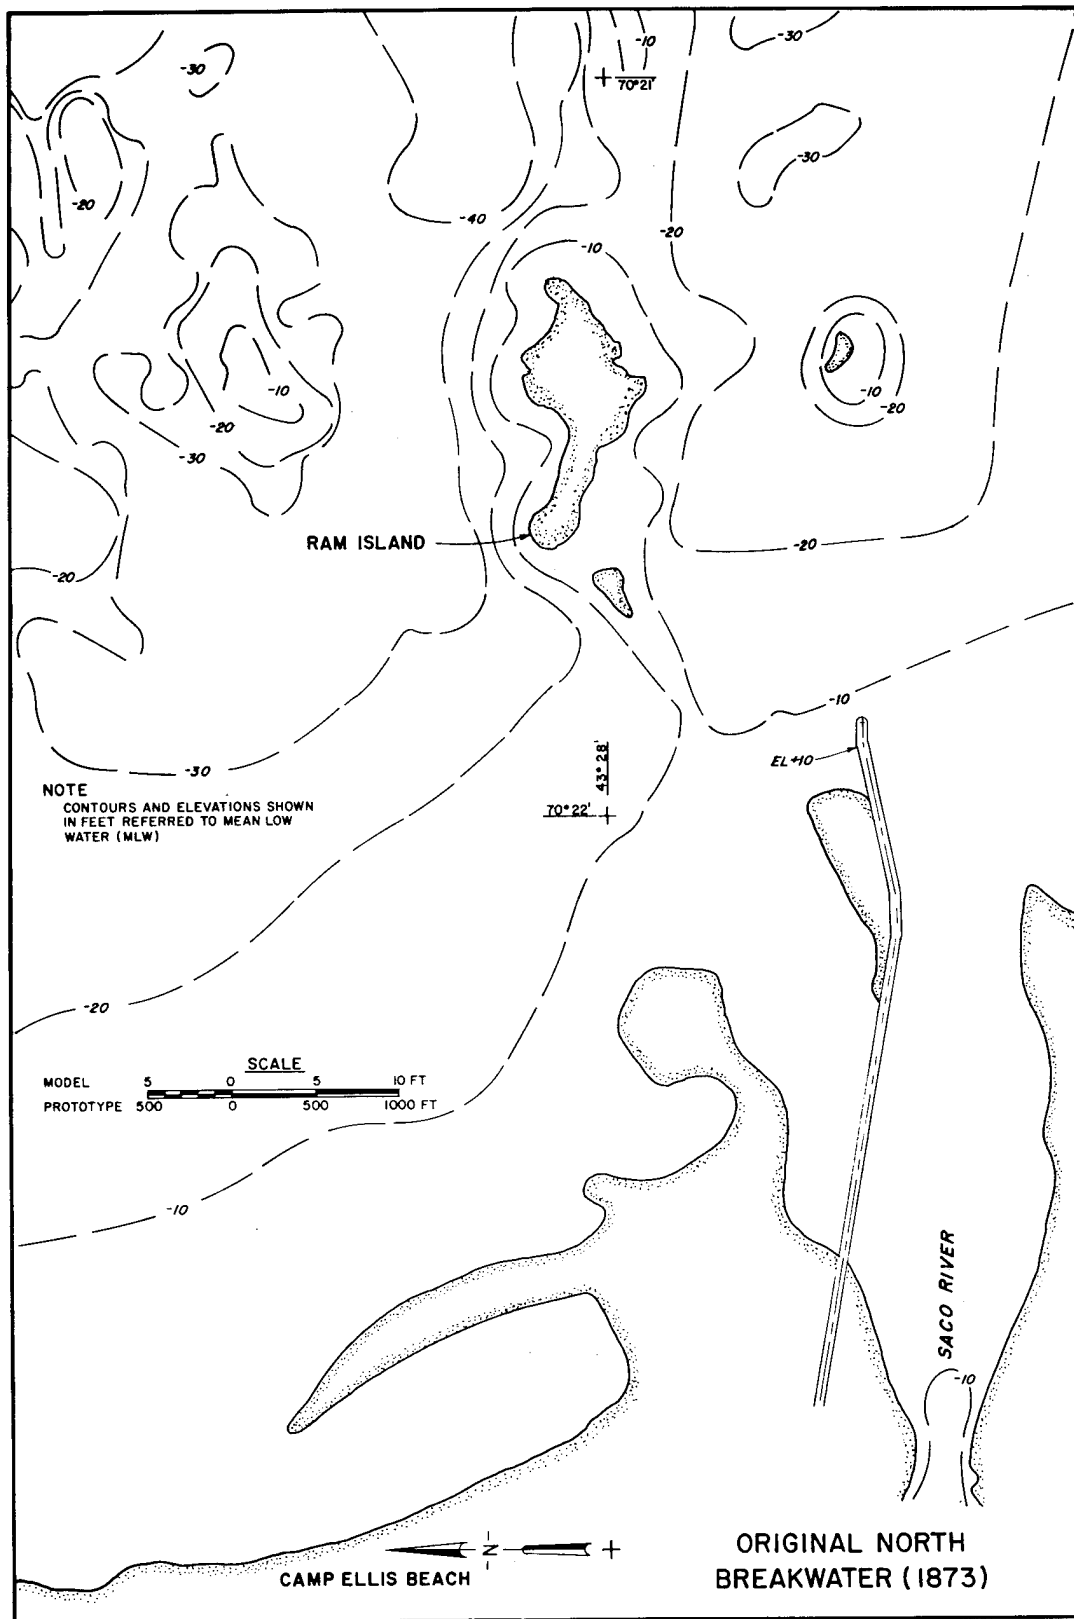 -10
-30
-30
70°21'
-30
-20
-40
-20
-10
-10
-10
-20
-20
-30
RAM ISLAND
-20
-20
-10
43° 28'
EL +10
-30
NOTE
CONTOURS AND ELEVATIONS SHOWN
IN FEET REFERRED TO MEAN LOW
WATER (MLW)
70°22'
-20
SCALE
MODEL 5 0 5 10 FT
PROTOTYPE 500 0 500 1000 FT
-10
SACO RIVER
-10
N
CAMP ELLIS BEACH
ORIGINAL NORTH
BREAKWATER (1873)